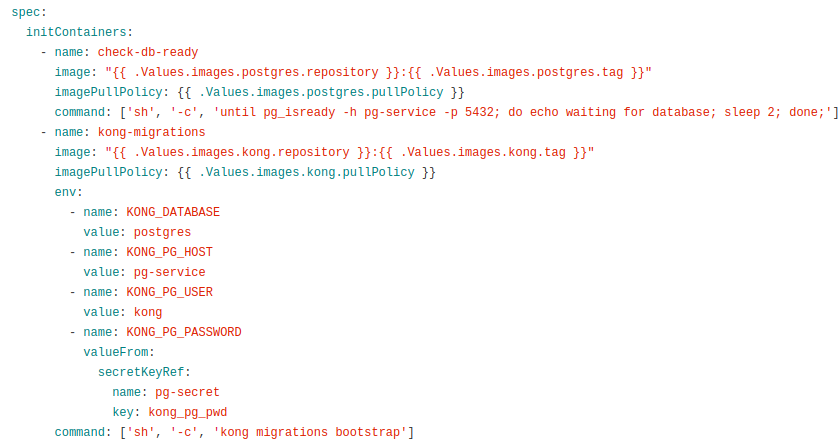 spec:
  initContainers:
    - name: check-db-ready
      image: "{{ .Values.images.postgres.repository }}:{{ .Values.images.postgres.tag }}"
      imagePullPolicy: {{ .Values.images.postgres.pullPolicy }}
      command: ['sh', '-c', 'until pg_isready -h pg-service -p 5432; do echo waiting for database; sleep 2; done;']
    - name: kong-migrations
      image: "{{ .Values.images.kong.repository }}:{{ .Values.images.kong.tag }}"
      imagePullPolicy: {{ .Values.images.kong.pullPolicy }}
      env:
        - name: KONG_DATABASE
          value: postgres
        - name: KONG_PG_HOST
          value: pg-service
        - name: KONG_PG_USER
          value: kong
        - name: KONG_PG_PASSWORD
          valueFrom:
            secretKeyRef:
              name: pg-secret
              key: kong_pg_pwd
      command: ['sh', '-c', 'kong migrations bootstrap']